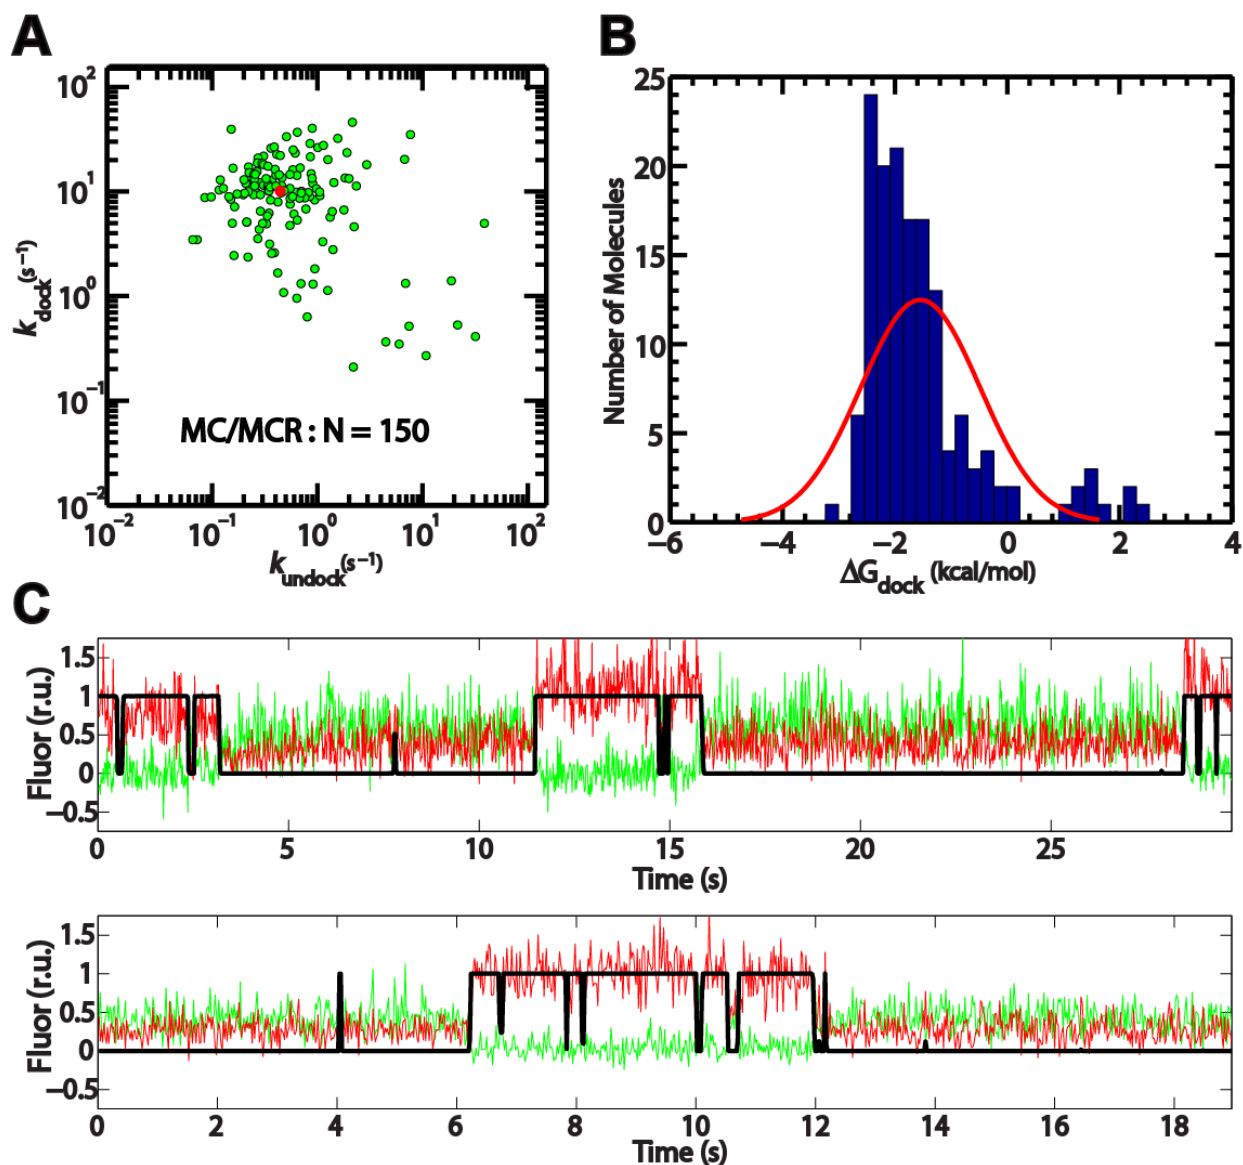 A
10²
10¹
10⁰
10⁻¹
10⁻²
k_dock (s⁻¹)
MC/MCR : N = 150
10⁻² 10⁻¹ 10⁰ 10¹ 10²
k_undock (s⁻¹)
B
25
20
15
10
5
0
Number of Molecules
−6 −4 −2 0 2 4
ΔG_dock (kcal/mol)
C
1.5
1
0.5
0
−0.5
Fluor (r.u.)
0 5 10 15 20 25
Time (s)
1.5
1
0.5
0
−0.5
Fluor (r.u.)
0 2 4 6 8 10 12 14 16 18
Time (s)